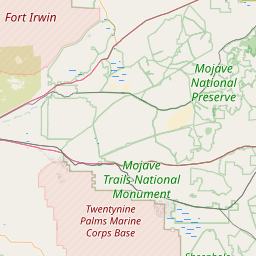 Fort Irwin
Mojave
National
Preserve
Mojave
Trails National
Monument
Twentynine
Palms Marine
Corps Base